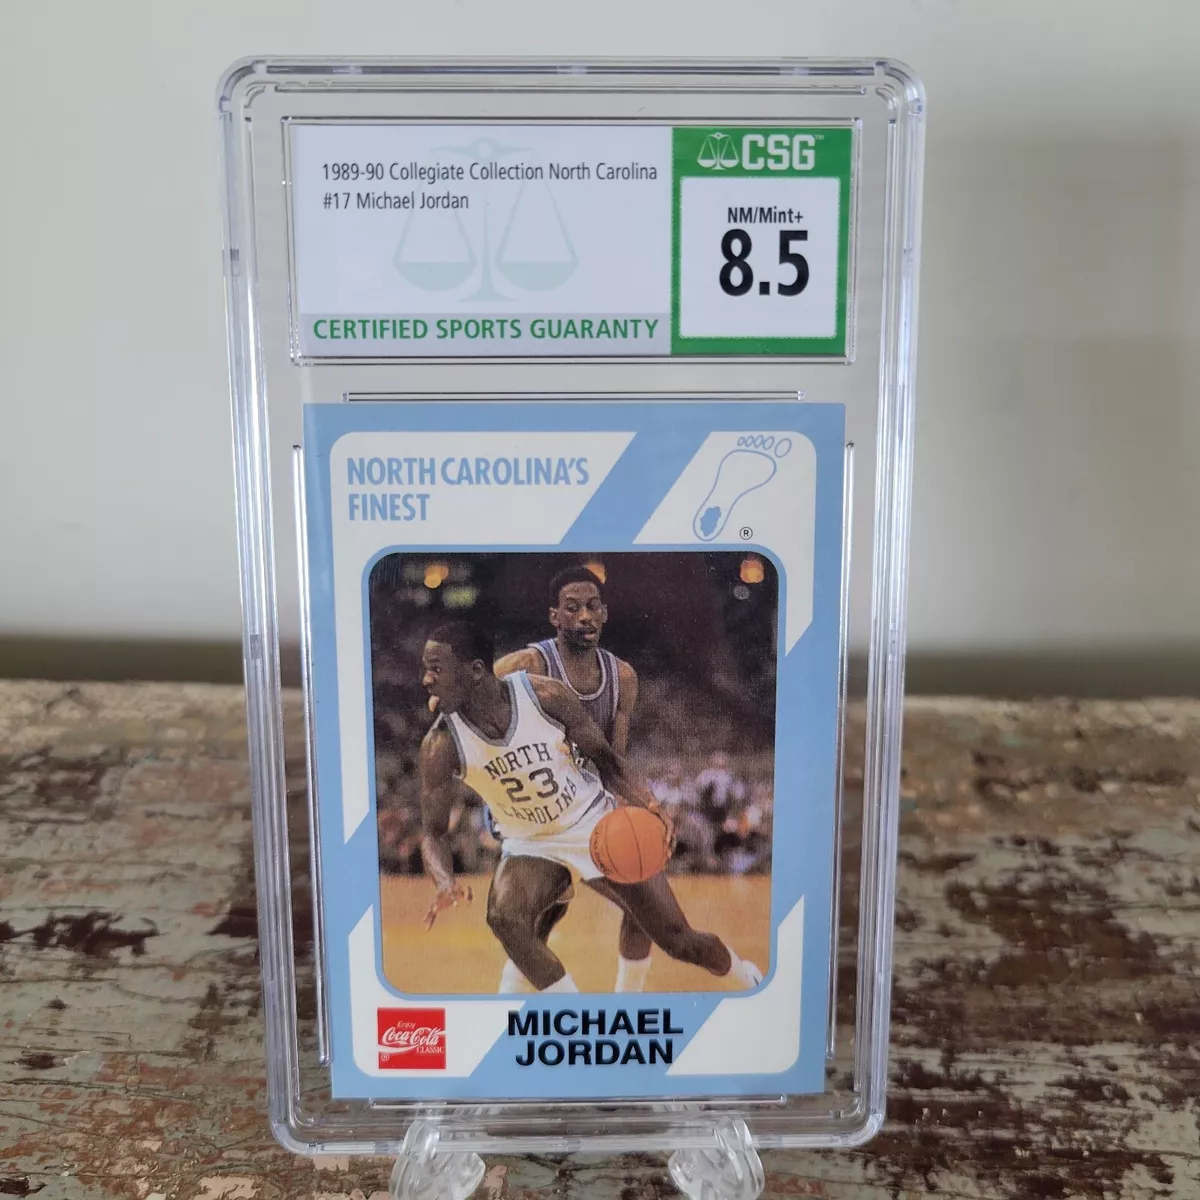 1989-90 Collegiate Collection North Carolina
#17 Michael Jordan
CERTIFIED SPORTS GUARANTY
CSG™
NM/Mint+
8.5
NORTH CAROLINA'S
FINEST
®
NORTH
23
CAROLINA
Enjoy
Coca-Cola
CLASSIC
®
MICHAEL
JORDAN